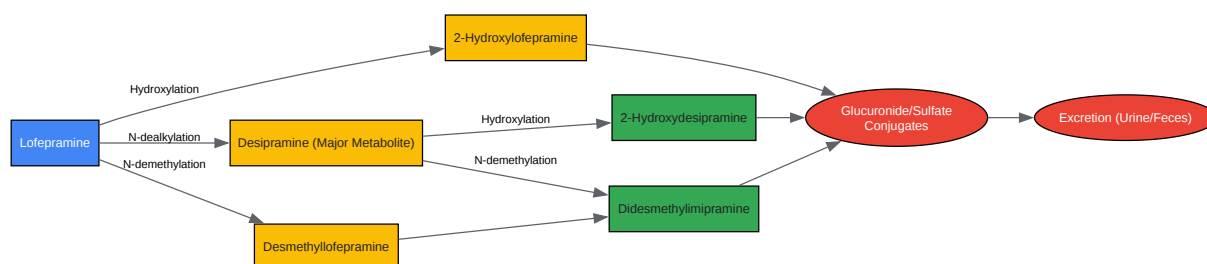 2-Hydroxylofepramine
Hydroxylation
Lofepramine
N-dealkylation
N-demethylation
Desipramine (Major Metabolite)
Hydroxylation
N-demethylation
2-Hydroxydesipramine
Desmethyllofepramine
Didesmethylimipramine
Glucuronide/Sulfate
Conjugates
Excretion (Urine/Feces)